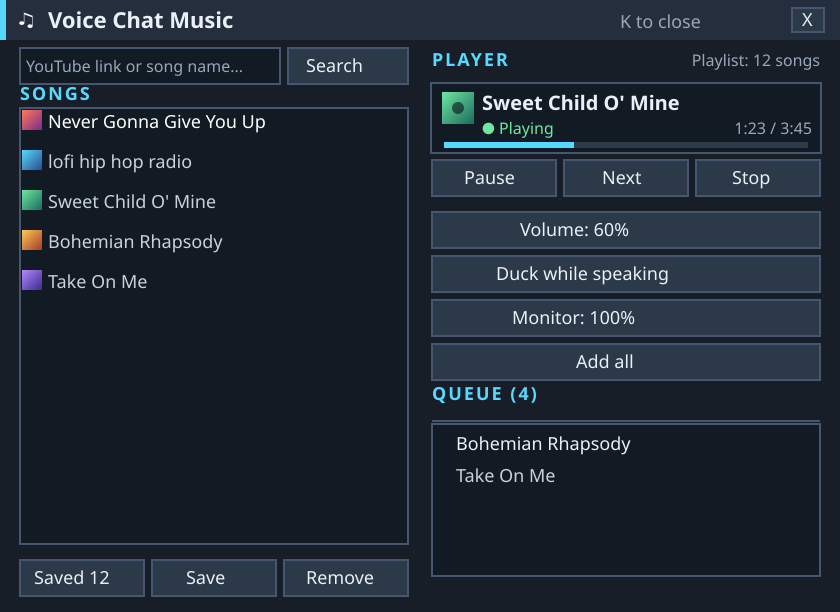 ♫ Voice Chat Music
K to close
X
YouTube link or song name...
Search
SONGS
Never Gonna Give You Up
lofi hip hop radio
Sweet Child O' Mine
Bohemian Rhapsody
Take On Me
Saved 12
Save
Remove
PLAYER
Playlist: 12 songs
Sweet Child O' Mine
Playing
1:23 / 3:45
Pause
Next
Stop
Volume: 60%
Duck while speaking
Monitor: 100%
Add all
QUEUE (4)
Bohemian Rhapsody
Take On Me